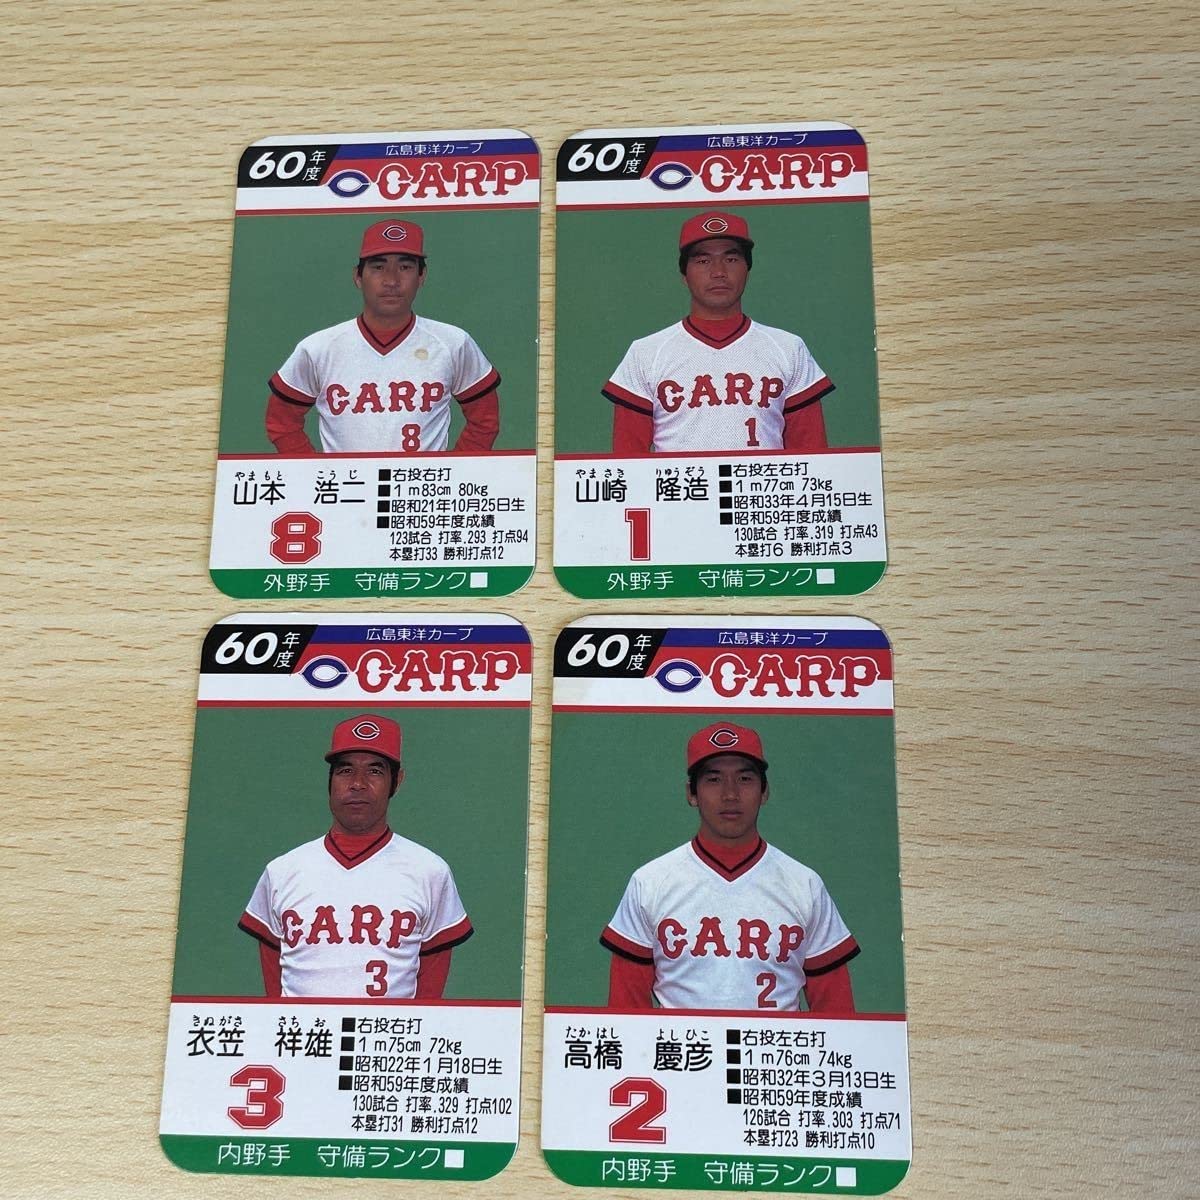 60年度
広島東洋カープ
C CARP
C
CARP
8
やまもと こうじ
山本 浩二
8
■右投右打
■1m83cm 80kg
■昭和21年10月25日生
■昭和59年度成績
123試合 打率.293 打点94
本塁打33 勝利打点12
外野手 守備ランク□
60年度
広島東洋カープ
C CARP
C
CARP
1
やまさき りゅうぞう
山崎 隆造
1
■右投左右打
■1m77cm 73kg
■昭和33年4月15日生
■昭和59年度成績
130試合 打率.319 打点43
本塁打6 勝利打点3
外野手 守備ランク□
60年度
広島東洋カープ
C CARP
C
CARP
3
きぬがさ さちお
衣笠 祥雄
3
■右投右打
■1m75cm 72kg
■昭和22年1月18日生
■昭和59年度成績
130試合 打率.329 打点102
本塁打31 勝利打点12
内野手 守備ランク□
60年度
広島東洋カープ
C CARP
C
CARP
2
たかはし よしひこ
高橋 慶彦
2
■右投左右打
■1m76cm 74kg
■昭和32年3月13日生
■昭和59年度成績
126試合 打率.303 打点71
本塁打23 勝利打点10
内野手 守備ランク□